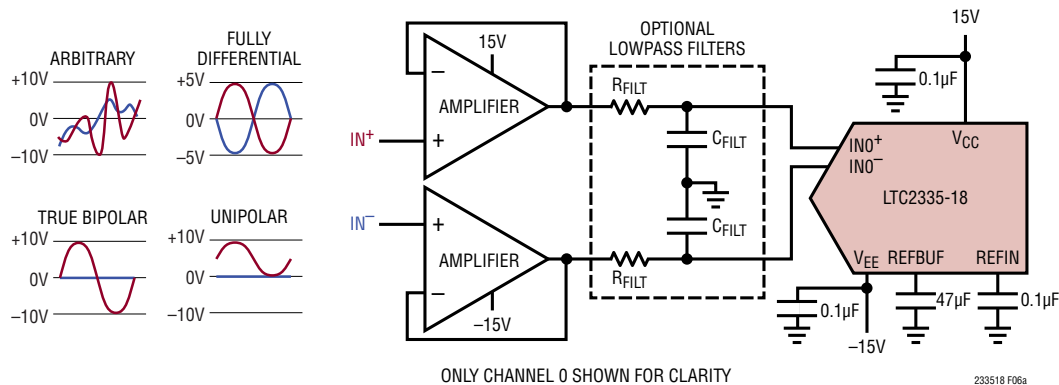 ARBITRARY
+10V
0V
−10V
FULLY
DIFFERENTIAL
+5V
0V
−5V
TRUE BIPOLAR
+10V
0V
−10V
UNIPOLAR
+10V
0V
−10V
15V
−
AMPLIFIER
IN+
+
IN−
+
AMPLIFIER
−
−15V
OPTIONAL
LOWPASS FILTERS
RFILT
CFILT
CFILT
RFILT
15V
0.1µF
VCC
IN0+
IN0−
LTC2335-18
VEE
REFBUF
REFIN
0.1µF
−15V
47µF
0.1µF
ONLY CHANNEL 0 SHOWN FOR CLARITY
233518 F06a